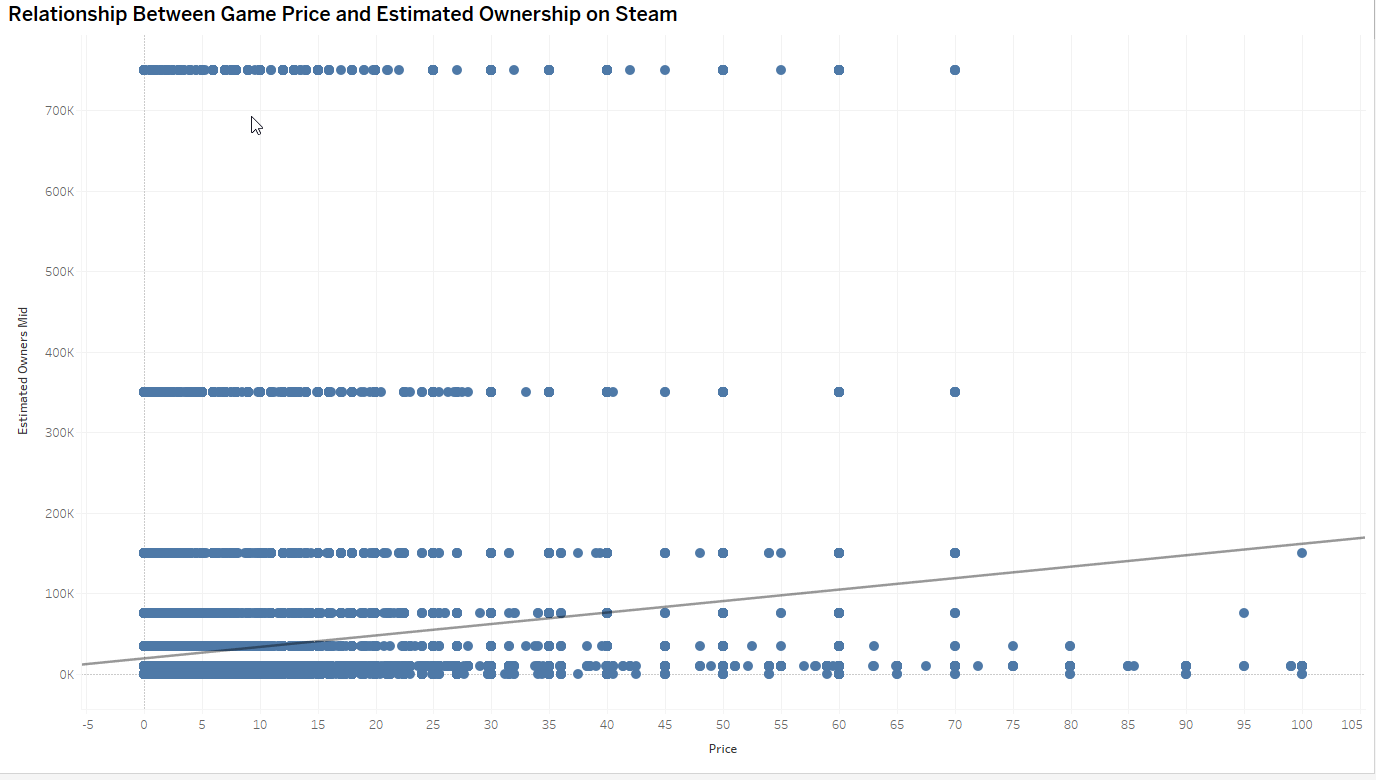 Relationship Between Game Price and Estimated Ownership on Steam
700K
600K
500K
400K
300K
200K
100K
0K
Estimated Owners Mid
-5 0 5 10 15 20 25 30 35 40 45 50 55 60 65 70 75 80 85 90 95 100 105
Price